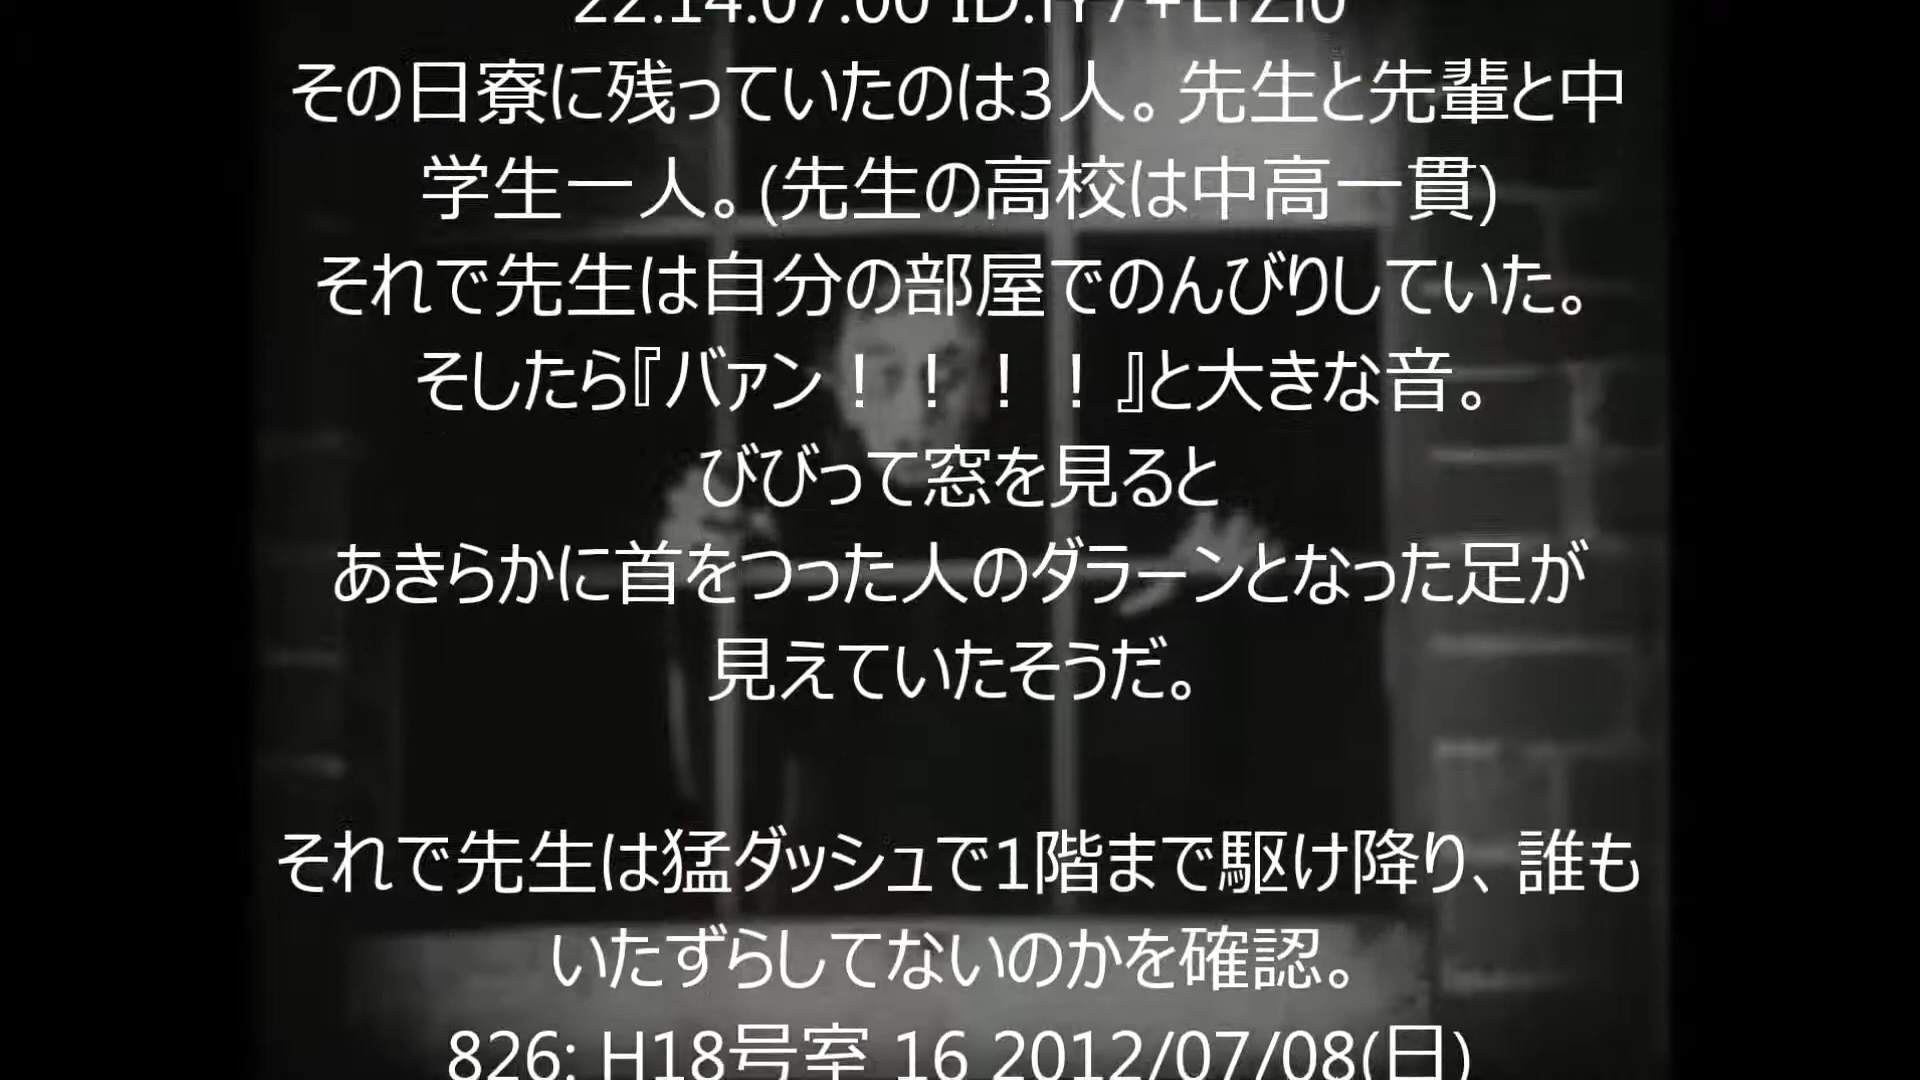 その日寮に残っていたのは3人。先生と先輩と中
学生一人。(先生の高校は中高一貫)
それで先生は自分の部屋でのんびりしていた。
そしたら『バァン！！！！』と大きな音。
びびって窓を見ると
あきらかに首をつった人のダラーンとなった足が
見えていたそうだ。
それで先生は猛ダッシュで1階まで駆け降り、誰も
いたずらしてないのかを確認。
826: H18号室 16 2012/07/08(日)